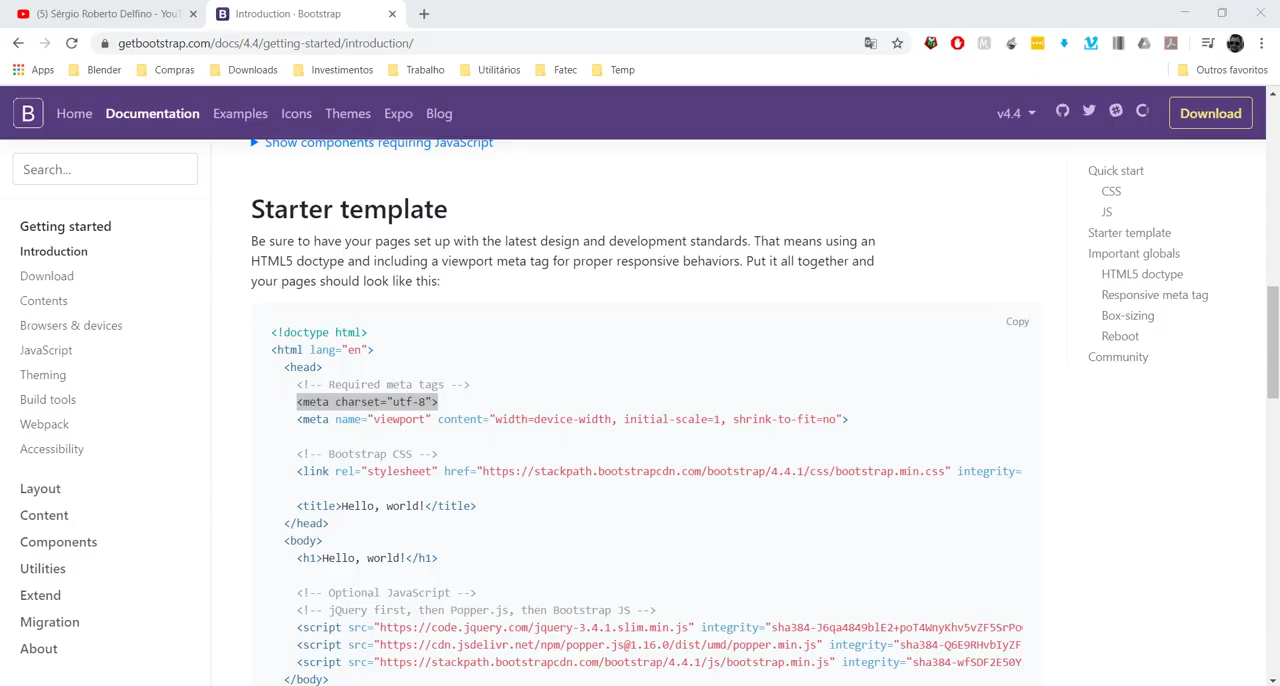 (5) Sérgio Roberto Delfino - YouT
Introduction · Bootstrap
getbootstrap.com/docs/4.4/getting-started/introduction/
Apps
Blender
Compras
Downloads
Investimentos
Trabalho
Utilitários
Fatec
Temp
Outros favoritos
B
Home
Documentation
Examples
Icons
Themes
Expo
Blog
v4.4
Download
Search...
Getting started
Introduction
Download
Contents
Browsers & devices
JavaScript
Theming
Build tools
Webpack
Accessibility
Layout
Content
Components
Utilities
Extend
Migration
About
Show components requiring JavaScript
Starter template
Be sure to have your pages set up with the latest design and development standards. That means using an
HTML5 doctype and including a viewport meta tag for proper responsive behaviors. Put it all together and
your pages should look like this:
Copy
<!doctype html>
<html lang="en">
<head>
<!-- Required meta tags -->
<meta charset="utf-8">
<meta name="viewport" content="width=device-width, initial-scale=1, shrink-to-fit=no">
<!-- Bootstrap CSS -->
<link rel="stylesheet" href="https://stackpath.bootstrapcdn.com/bootstrap/4.4.1/css/bootstrap.min.css" integrity=
<title>Hello, world!</title>
</head>
<body>
<h1>Hello, world!</h1>
<!-- Optional JavaScript -->
<!-- jQuery first, then Popper.js, then Bootstrap JS -->
<script src="https://code.jquery.com/jquery-3.4.1.slim.min.js" integrity="sha384-J6qa4849blE2+poT4WnyKhv5vZF5SrPo
<script src="https://cdn.jsdelivr.net/npm/popper.js@1.16.0/dist/umd/popper.min.js" integrity="sha384-Q6E9RHvbIyZF
<script src="https://stackpath.bootstrapcdn.com/bootstrap/4.4.1/js/bootstrap.min.js" integrity="sha384-wfSDF2E50Y
</body>
Quick start
CSS
JS
Starter template
Important globals
HTML5 doctype
Responsive meta tag
Box-sizing
Reboot
Community